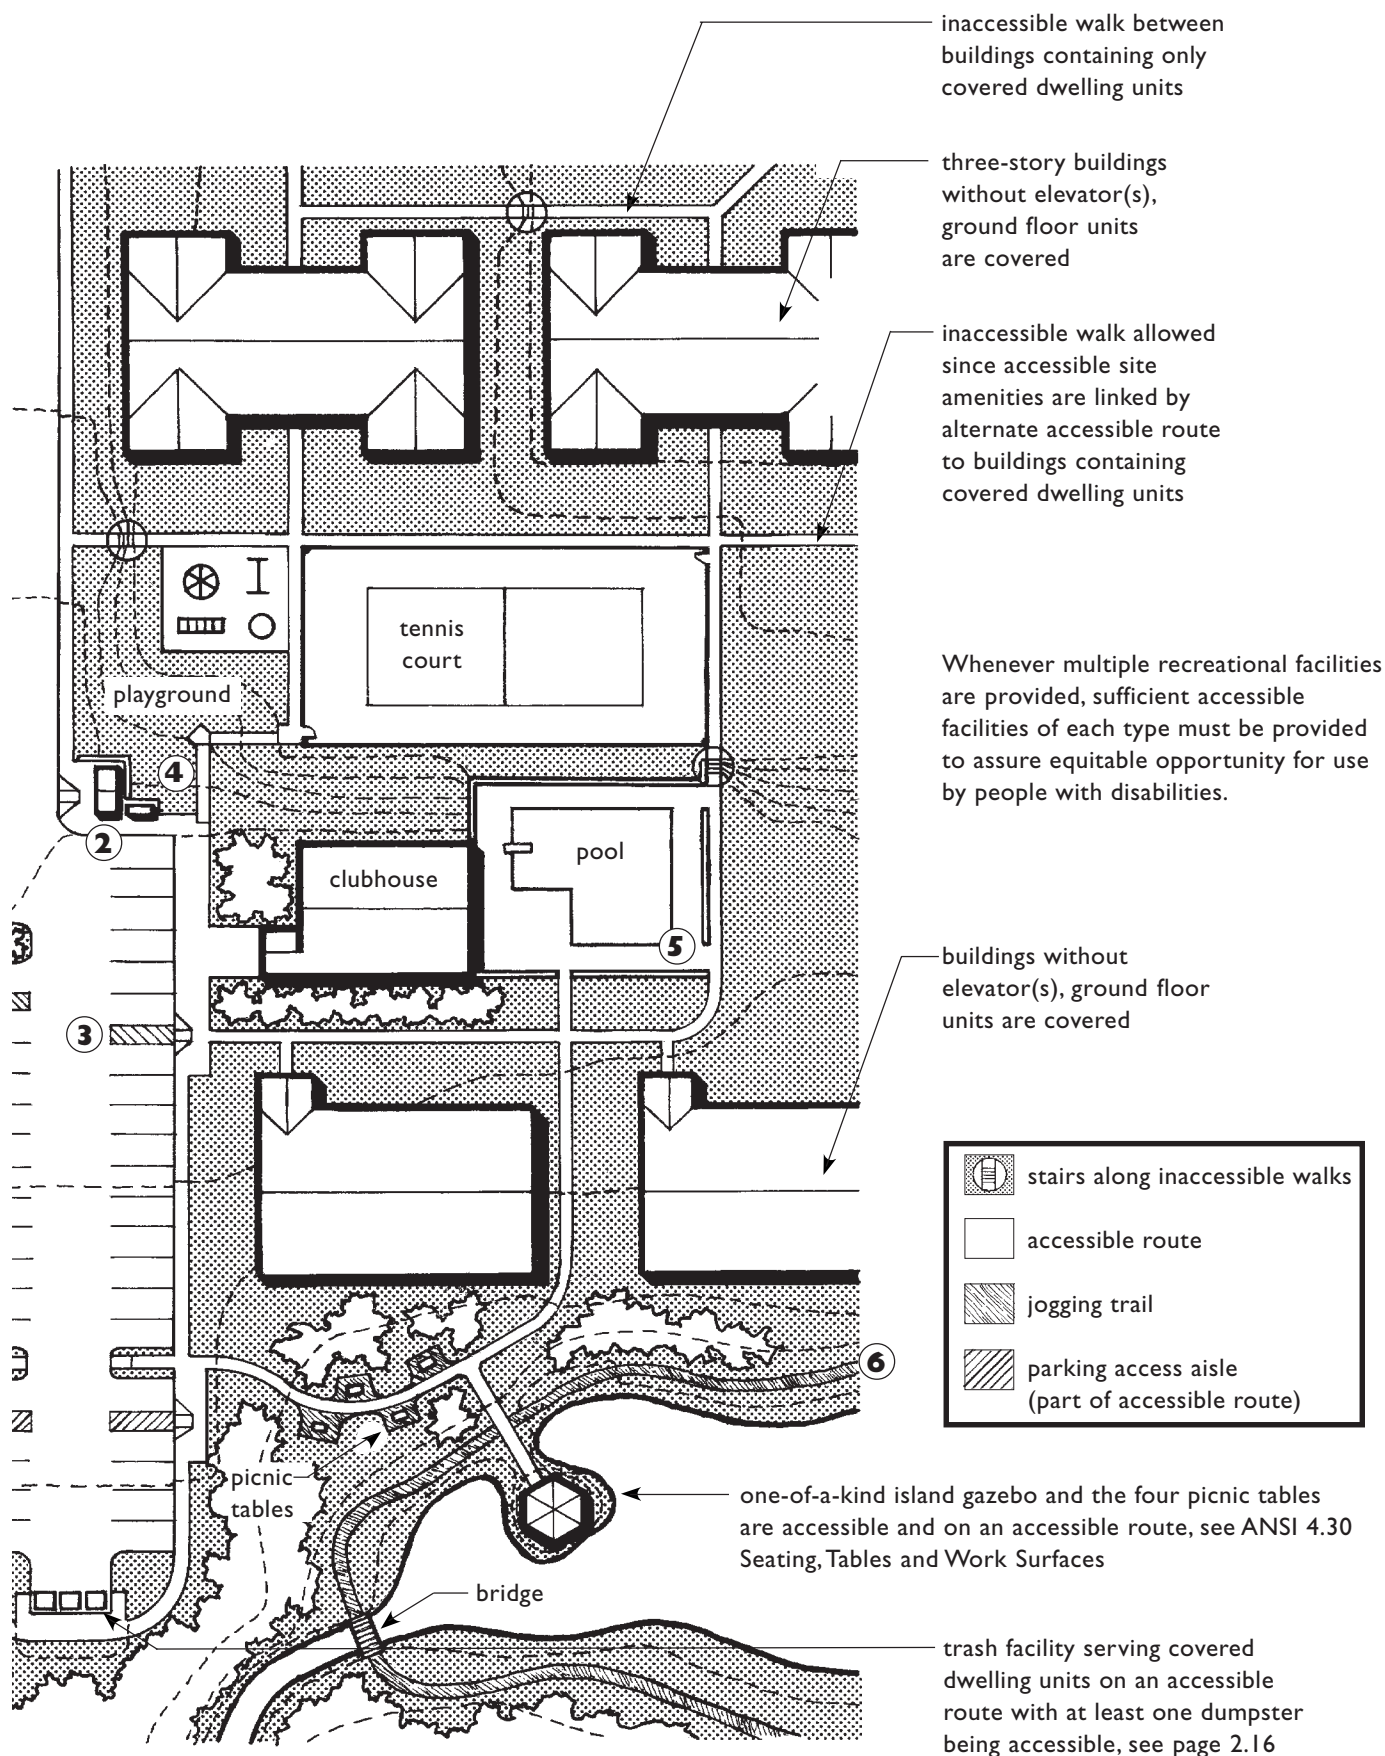 inaccessible walk between
buildings containing only
covered dwelling units
three-story buildings
without elevator(s),
ground floor units
are covered
inaccessible walk allowed
since accessible site
amenities are linked by
alternate accessible route
to buildings containing
covered dwelling units
tennis
court
Whenever multiple recreational facilities
are provided, sufficient accessible
facilities of each type must be provided
to assure equitable opportunity for use
by people with disabilities.
playground
4
2
pool
clubhouse
5
buildings without
elevator(s), ground floor
units are covered
3
stairs along inaccessible walks
accessible route
jogging trail
parking access aisle
(part of accessible route)
6
picnic
tables
one-of-a-kind island gazebo and the four picnic tables
are accessible and on an accessible route, see ANSI 4.30
Seating, Tables and Work Surfaces
bridge
trash facility serving covered
dwelling units on an accessible
route with at least one dumpster
being accessible, see page 2.16